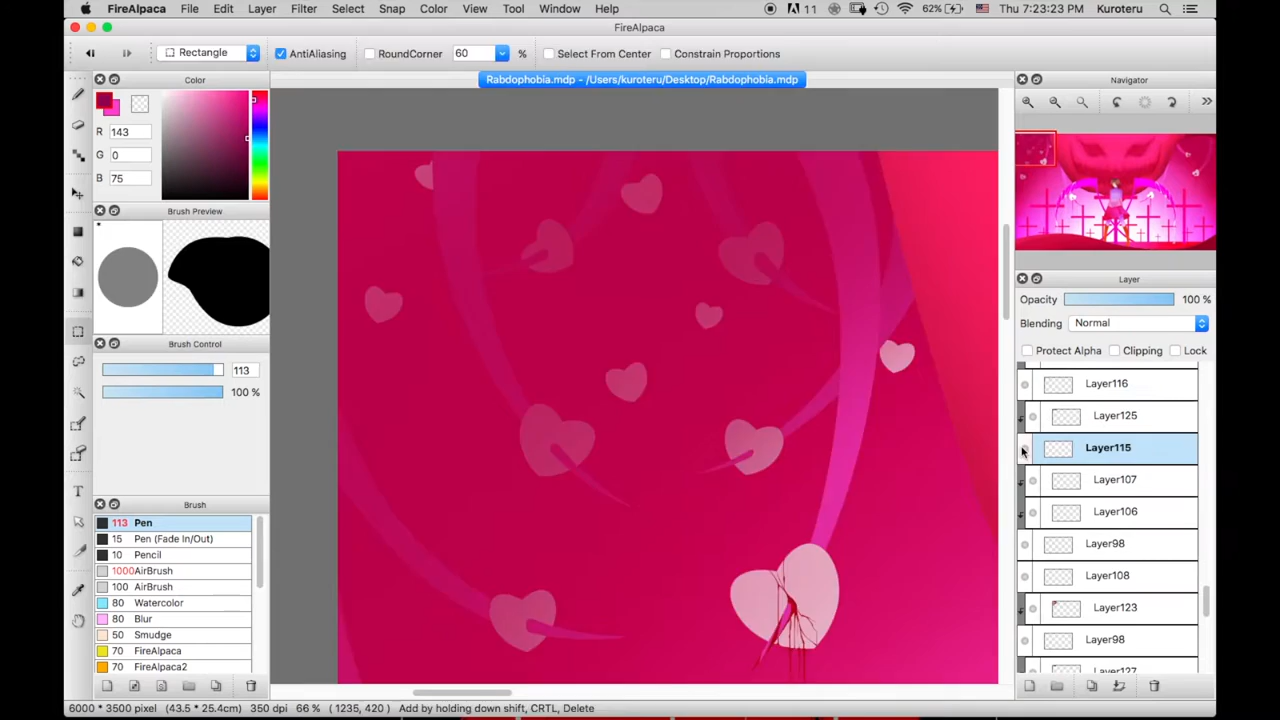 FireAlpaca File Edit Layer Filter Select Snap Color View Tool Window Help 11 62% Thu 7:23:23 PM Kuroteru
FireAlpaca
Rectangle AntiAliasing RoundCorner 60 % Select From Center Constrain Proportions
Color
R 143
G 0
B 75
Brush Preview
Brush Control
113
100 %
Brush
113 Pen
15 Pen (Fade In/Out)
10 Pencil
1000 AirBrush
100 AirBrush
80 Watercolor
80 Blur
50 Smudge
70 FireAlpaca
70 FireAlpaca2
Rabdophobia.mdp - /Users/kuroteru/Desktop/Rabdophobia.mdp
Navigator
Layer
Opacity 100 %
Blending Normal
Protect Alpha Clipping Lock
Layer116
Layer125
Layer115
Layer107
Layer106
Layer98
Layer108
Layer123
Layer98
Layer127
6000 * 3500 pixel (43.5 * 25.4cm) 350 dpi 66 % ( 1235, 420 ) Add by holding down shift, CRTL, Delete